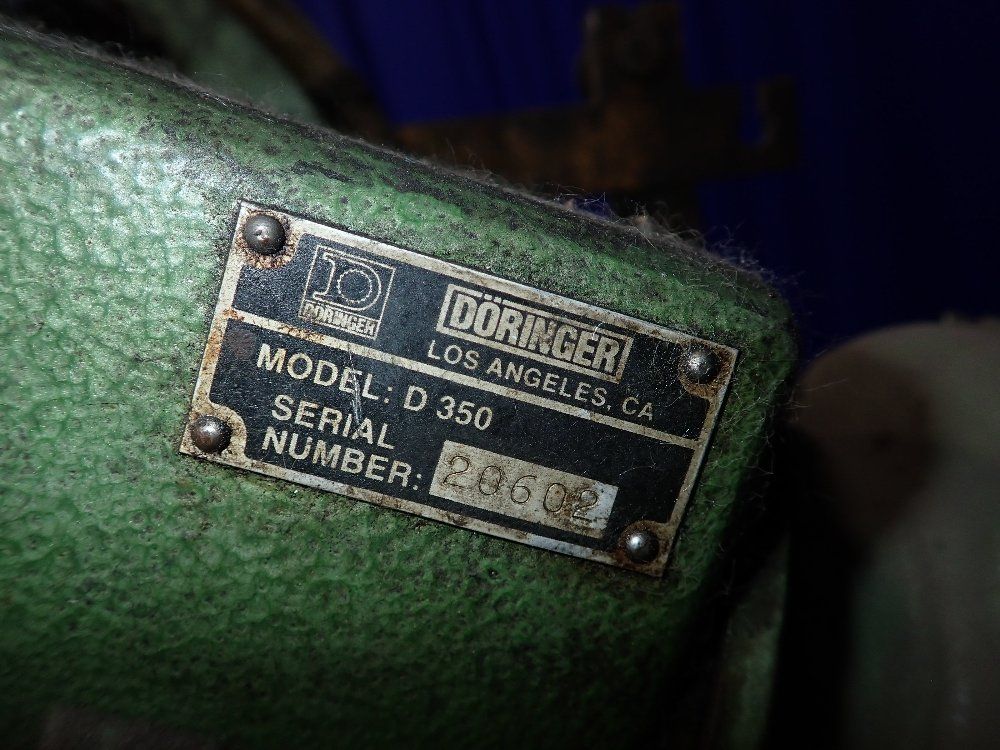 DÖRINGER
DÖRINGER
LOS ANGELES, CA
MODEL: D 350
SERIAL
NUMBER: 20602